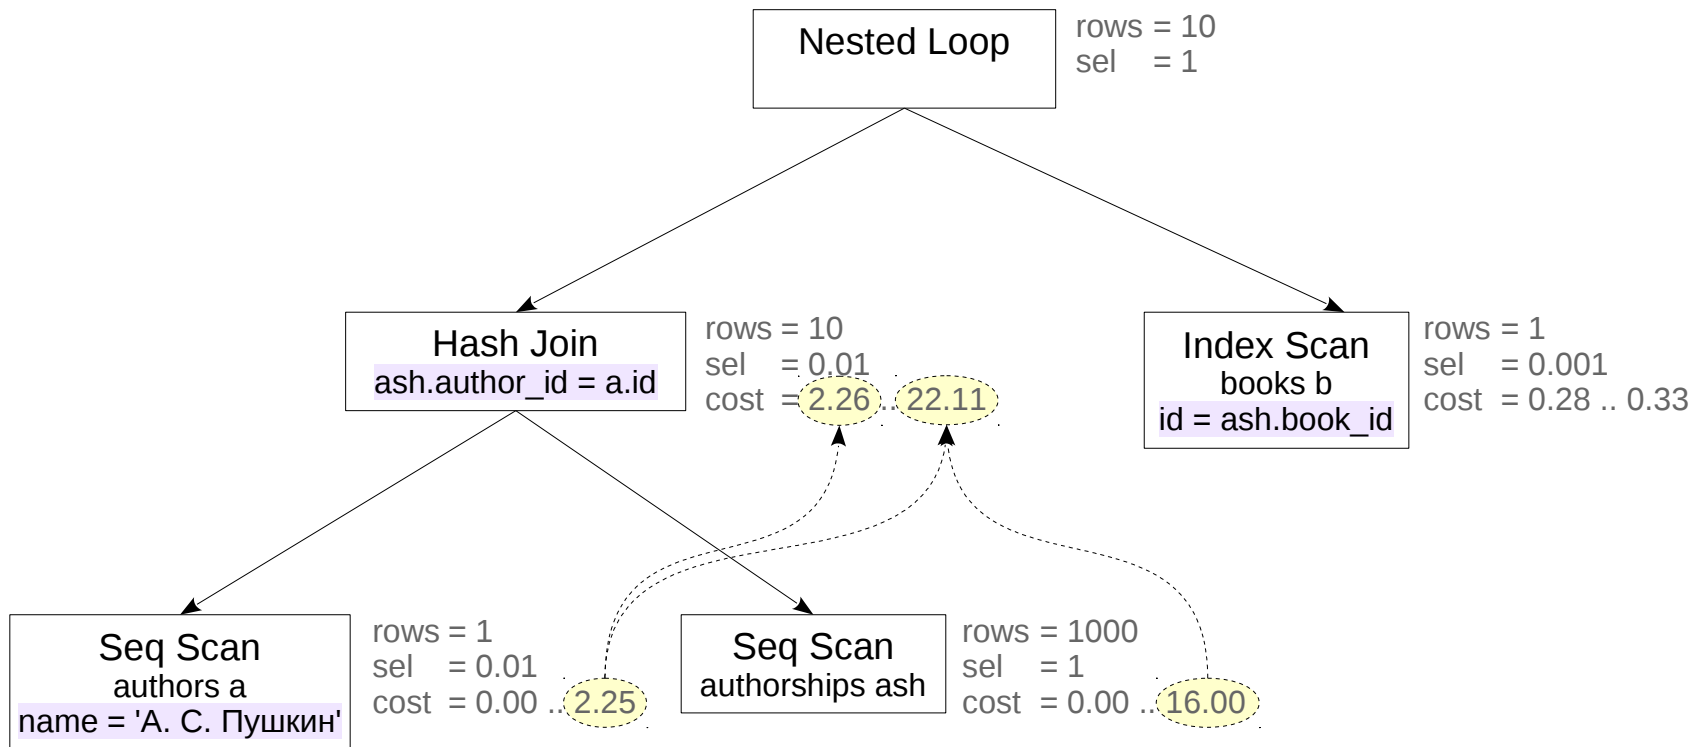 Nested Loop
rows = 10
sel = 1
Hash Join
ash.author_id = a.id
rows = 10
sel = 0.01
cost = 2.26 .. 22.11
Index Scan
books b
id = ash.book_id
rows = 1
sel = 0.001
cost = 0.28 .. 0.33
Seq Scan
authors a
name = 'А. С. Пушкин'
rows = 1
sel = 0.01
cost = 0.00 .. 2.25
Seq Scan
authorships ash
rows = 1000
sel = 1
cost = 0.00 .. 16.00